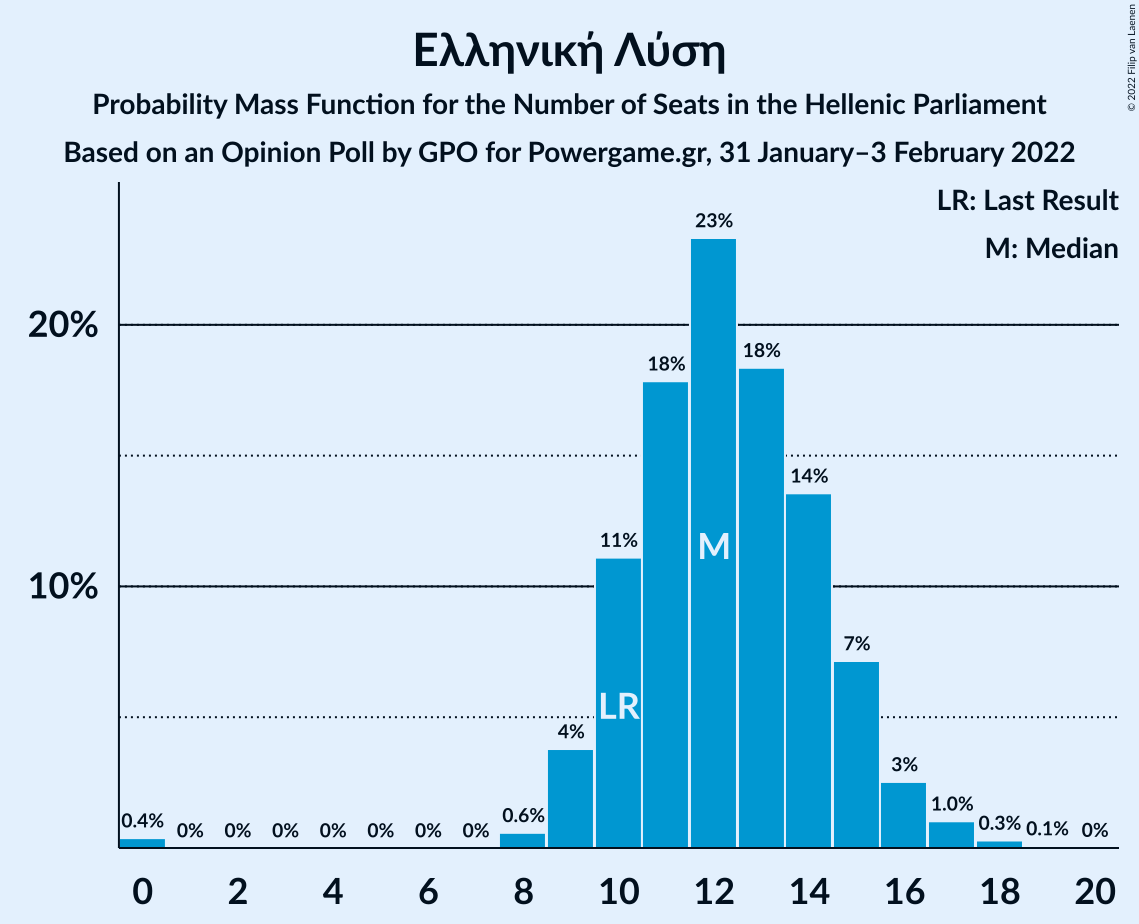 Ελληνική Λύση
Probability Mass Function for the Number of Seats in the Hellenic Parliament
Based on an Opinion Poll by GPO for Powergame.gr, 31 January–3 February 2022
© 2022 Filip van Laenen
LR: Last Result
M: Median
20%
10%
0.4%
0%
0%
0%
0%
0%
0%
0%
0.6%
4%
11%
18%
23%
18%
14%
7%
3%
1.0%
0.3%
0.1%
0%
LR
M
0 2 4 6 8 10 12 14 16 18 20